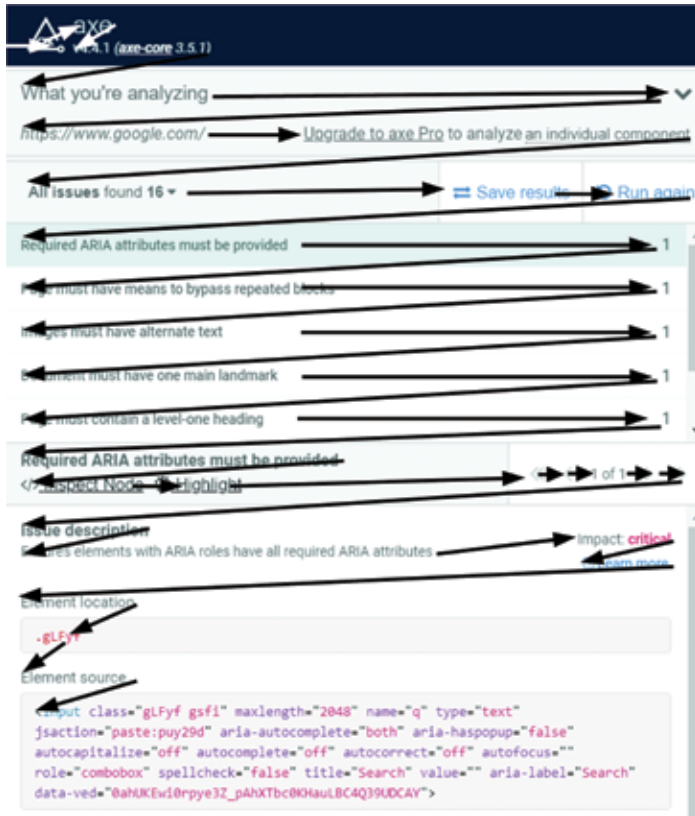 axe
v4.4.1 (axe-core 3.5.1)
What you're analyzing
https://www.google.com/ Upgrade to axe Pro to analyze an individual component
All issues found 16 Save results Run again
Required ARIA attributes must be provided 1
Page must have means to bypass repeated blocks 1
Images must have alternate text 1
Document must have one main landmark 1
Page must contain a level-one heading 1
Required ARIA attributes must be provided
</> Inspect Node Highlight 1 of 1
Issue description
Ensures elements with ARIA roles have all required ARIA attributes Impact: critical
Learn more
Element location
.gLFyf
Element source
<input class="gLFyf gsfi" maxlength="2048" name="q" type="text"
jsaction="paste:puy29d" aria-autocomplete="both" aria-haspopup="false"
autocapitalize="off" autocomplete="off" autocorrect="off" autofocus=""
role="combobox" spellcheck="false" title="Search" value="" aria-label="Search"
data-ved="0ahUKEwi0rpye3Z_pAhXTbc0KHauLBC4Q39UDCAY">